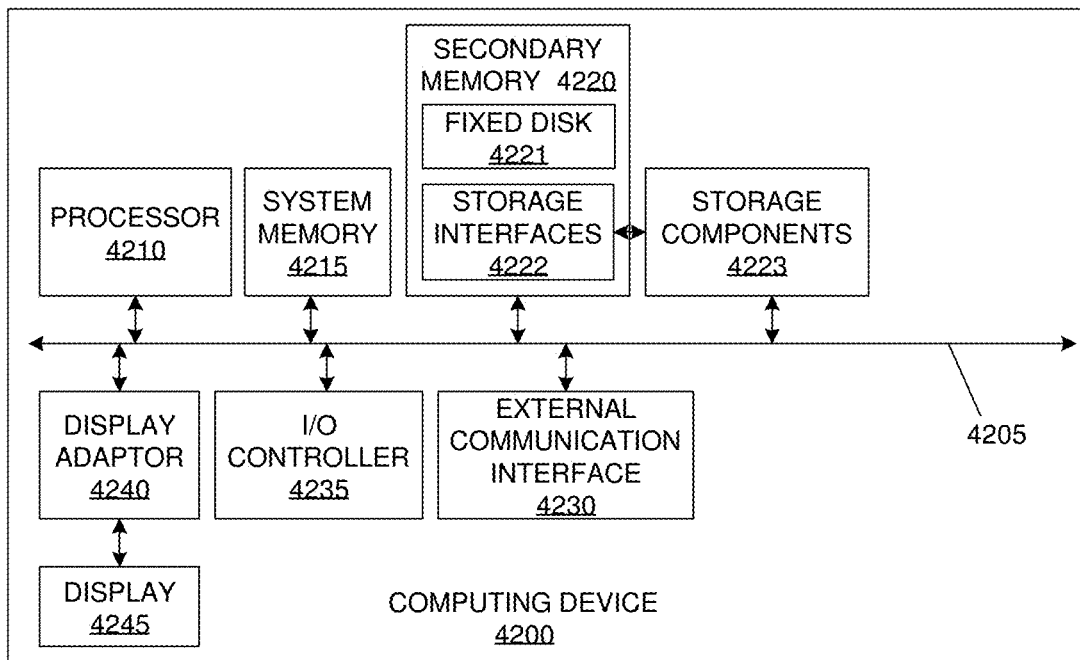 SECONDARY
MEMORY 4220
FIXED DISK
4221
STORAGE
INTERFACES
4222
PROCESSOR
4210
SYSTEM
MEMORY
4215
STORAGE
COMPONENTS
4223
DISPLAY
ADAPTOR
4240
I/O
CONTROLLER
4235
EXTERNAL
COMMUNICATION
INTERFACE
4230
4205
DISPLAY
4245
COMPUTING DEVICE
4200